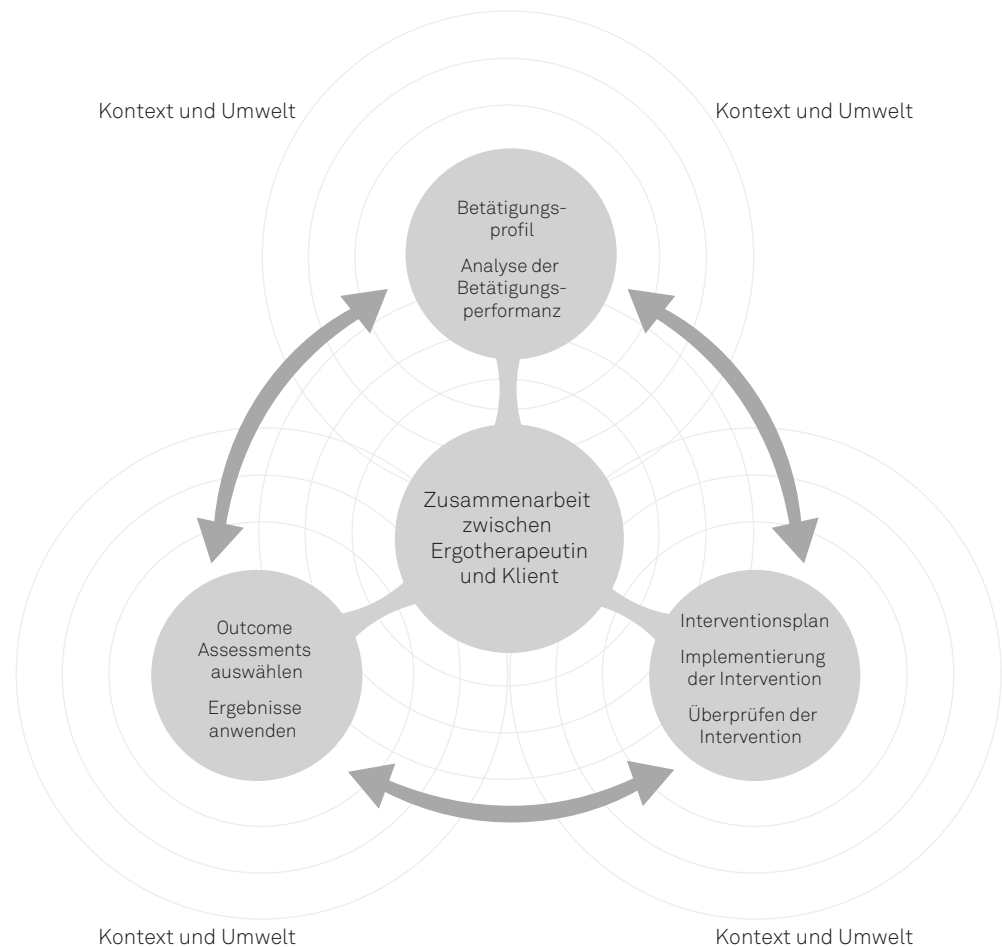 Kontext und Umwelt
Kontext und Umwelt
Betätigungs-
profil
Analyse der
Betätigungs-
performanz
Zusammenarbeit
zwischen
Ergotherapeutin
und Klient
Outcome
Assessments
auswählen
Ergebnisse
anwenden
Interventionsplan
Implementierung
der Intervention
Überprüfen der
Intervention
Kontext und Umwelt
Kontext und Umwelt